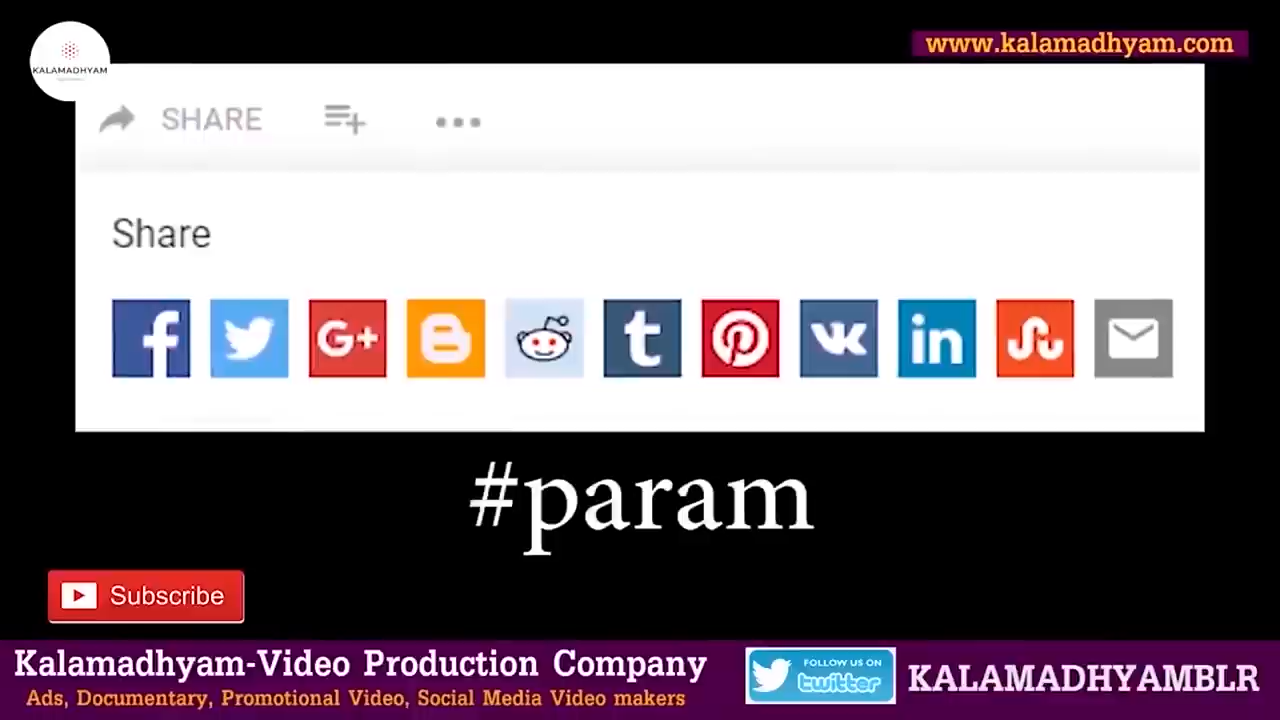 www.kalamadhyam.com
KALAMADHYAM
SHARE
Share
#param
Subscribe
Kalamadhyam-Video Production Company
Ads, Documentary, Promotional Video, Social Media Video makers
FOLLOW US ON
twitter
KALAMADHYAMBLR